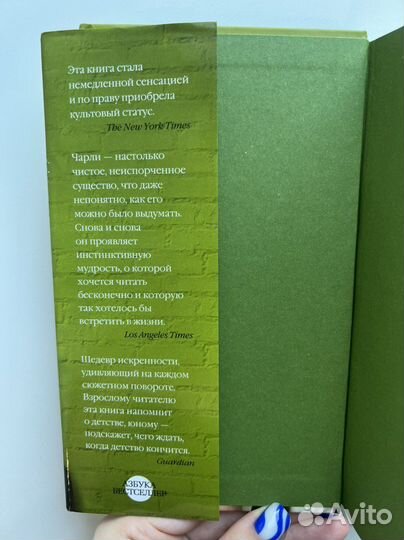 Эта книга стала
немедленной сенсацией
и по праву приобрела
культовый статус.
The New York Times
Чарли — настолько
чистое, неиспорченное
существо, что даже
непонятно, как его
можно было выдумать.
Снова и снова
он проявляет
инстинктивную
мудрость, о которой
хочется читать
бесконечно и которую
так хотелось бы
встретить в жизни.
Los Angeles Times
Шедевр искренности,
удивляющий на каждом
сюжетном повороте.
Взрослому читателю
эта книга напомнит
о детстве, юному —
подскажет, чего ждать,
когда детство кончится.
Guardian
АЗБУКА
БЕСТСЕЛЛЕР
Avito